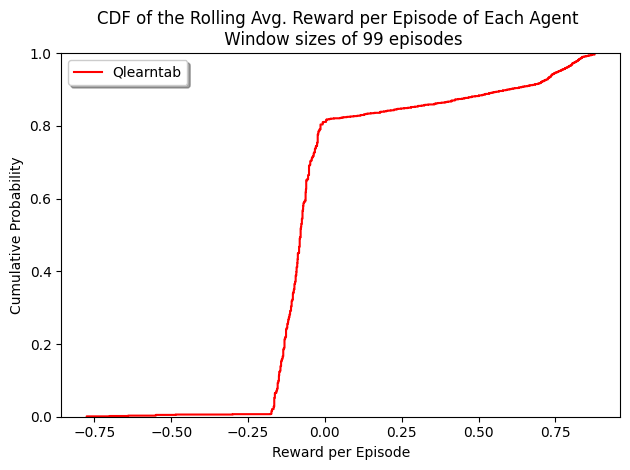 CDF of the Rolling Avg. Reward per Episode of Each Agent
Window sizes of 99 episodes
Qlearntab
Cumulative Probability
1.0
0.8
0.6
0.4
0.2
0.0
−0.75 −0.50 −0.25 0.00 0.25 0.50 0.75
Reward per Episode